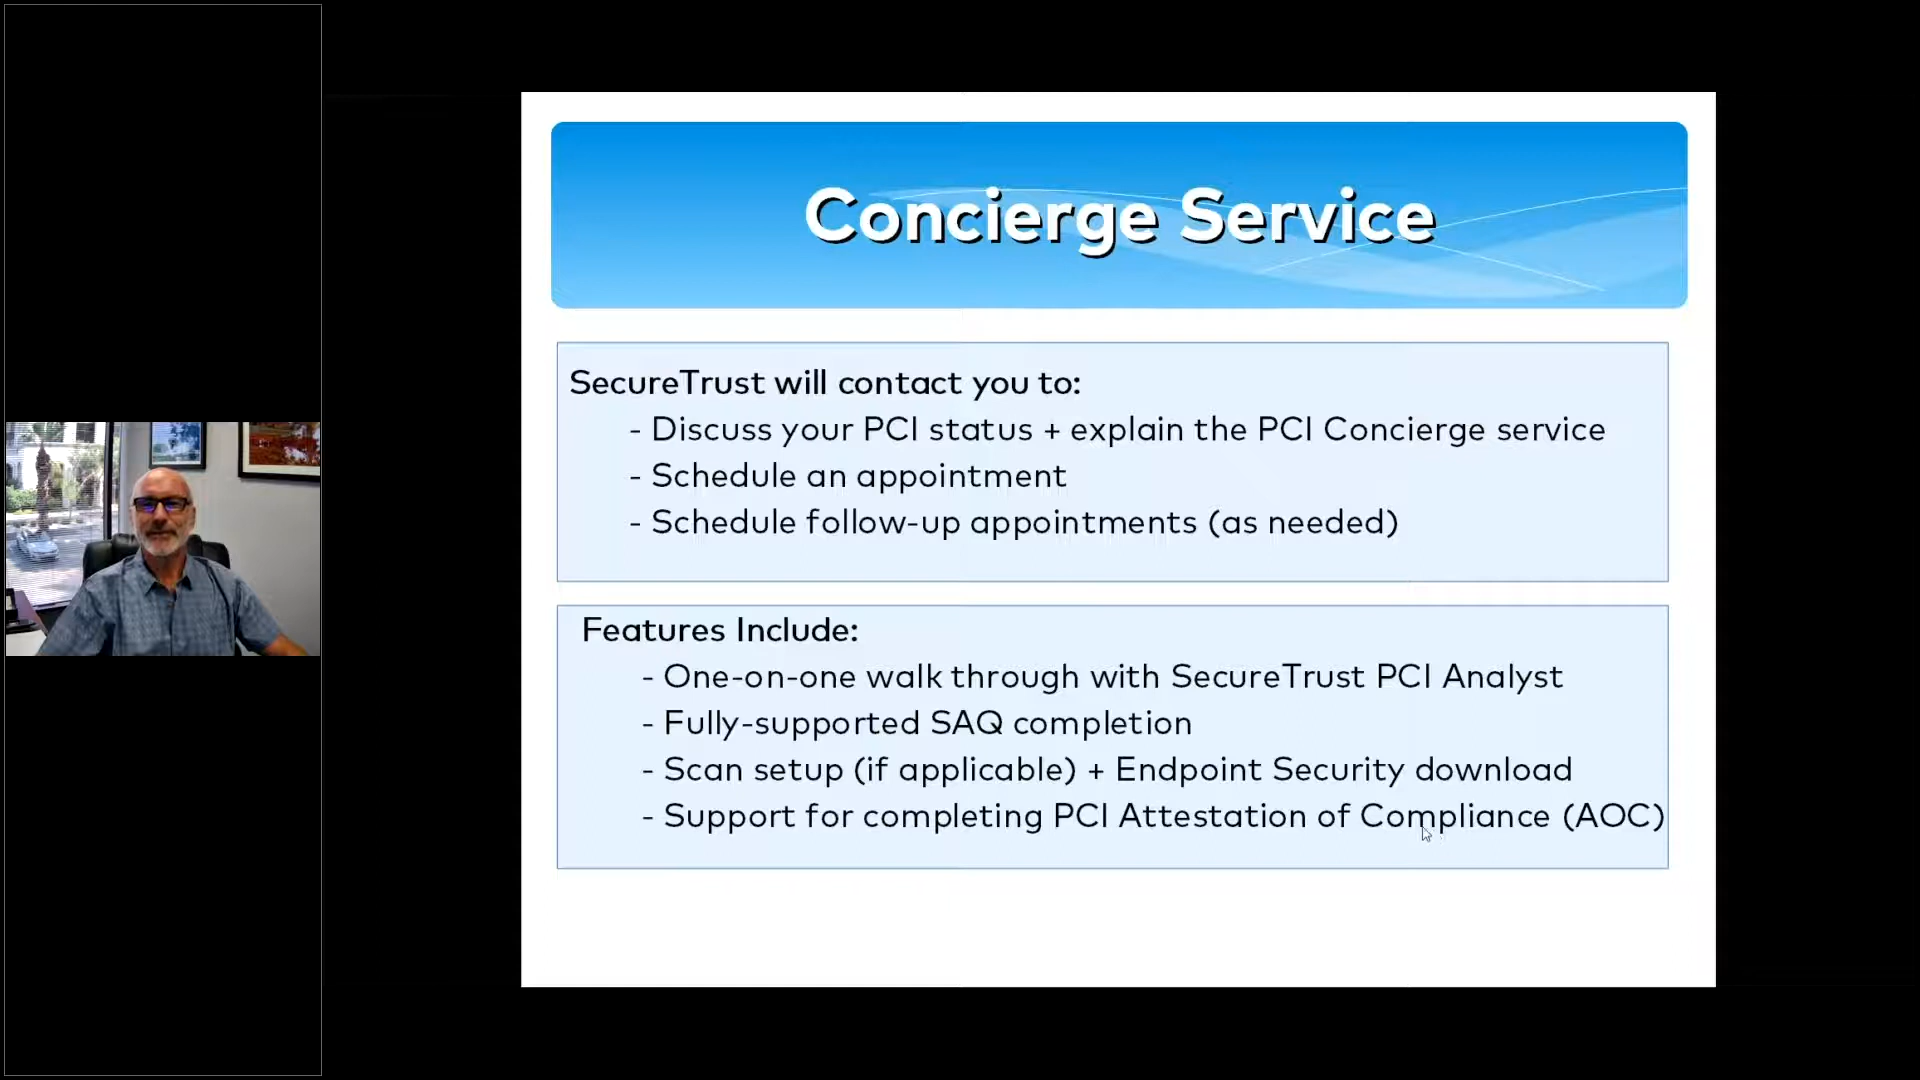 Concierge Service
SecureTrust will contact you to:
- Discuss your PCI status + explain the PCI Concierge service
- Schedule an appointment
- Schedule follow-up appointments (as needed)
Features Include:
- One-on-one walk through with SecureTrust PCI Analyst
- Fully-supported SAQ completion
- Scan setup (if applicable) + Endpoint Security download
- Support for completing PCI Attestation of Compliance (AOC)